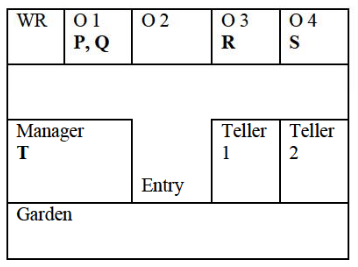 WR O 1 O 2 O 3 O 4
P, Q R S
Manager Teller Teller
T 1 2
Entry
Garden